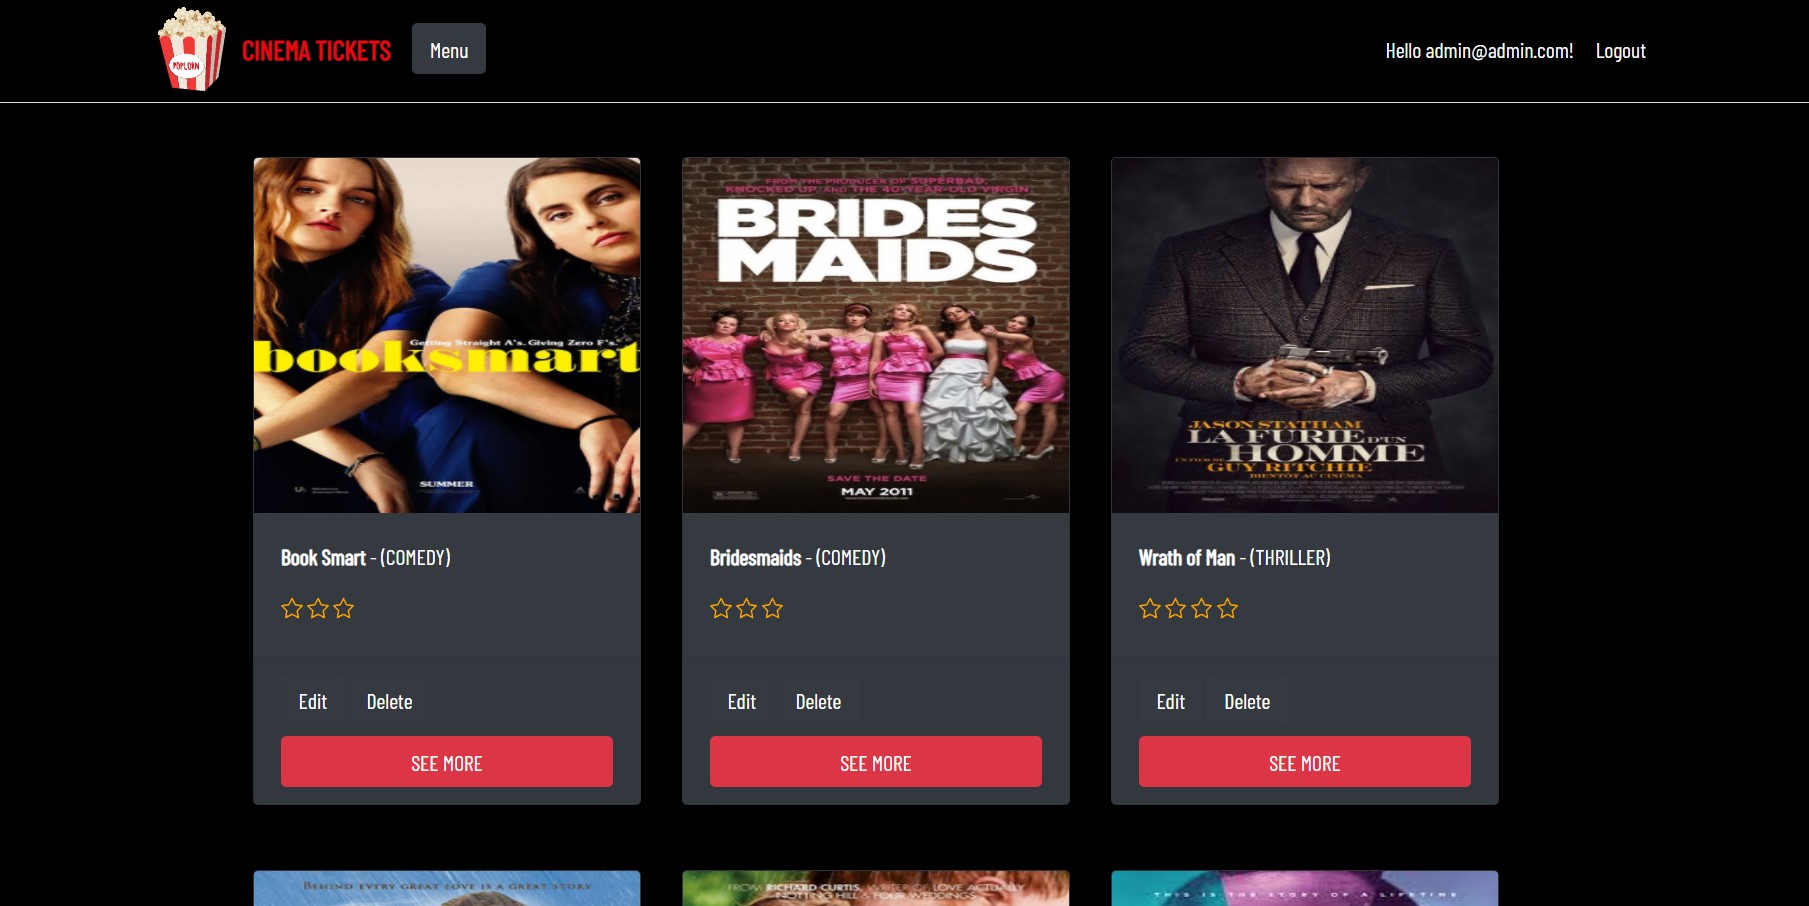 POPCORN
CINEMA TICKETS
Menu
Hello admin@admin.com!
Logout
Getting Straight A's. Giving Zero F's.
booksmart
SUMMER
FROM THE PRODUCER OF SUPERBAD,
KNOCKED UP, AND THE 40-YEAR-OLD VIRGIN
BRIDES
MAIDS
SAVE THE DATE
MAY 2011
JASON STATHAM
LA FURIE D'UN
HOMME
UN FILM DE
GUY RITCHIE
BIENTÔT AU CINÉMA
Book Smart - (COMEDY)
Edit
Delete
SEE MORE
Bridesmaids - (COMEDY)
Edit
Delete
SEE MORE
Wrath of Man - (THRILLER)
Edit
Delete
SEE MORE
BEHIND EVERY GREAT LOVE IS A GREAT STORY
FROM RICHARD CURTIS, WRITER OF LOVE ACTUALLY
NOTTING HILL & FOUR WEDDINGS
THIS IS THE STORY OF A LIFETIME